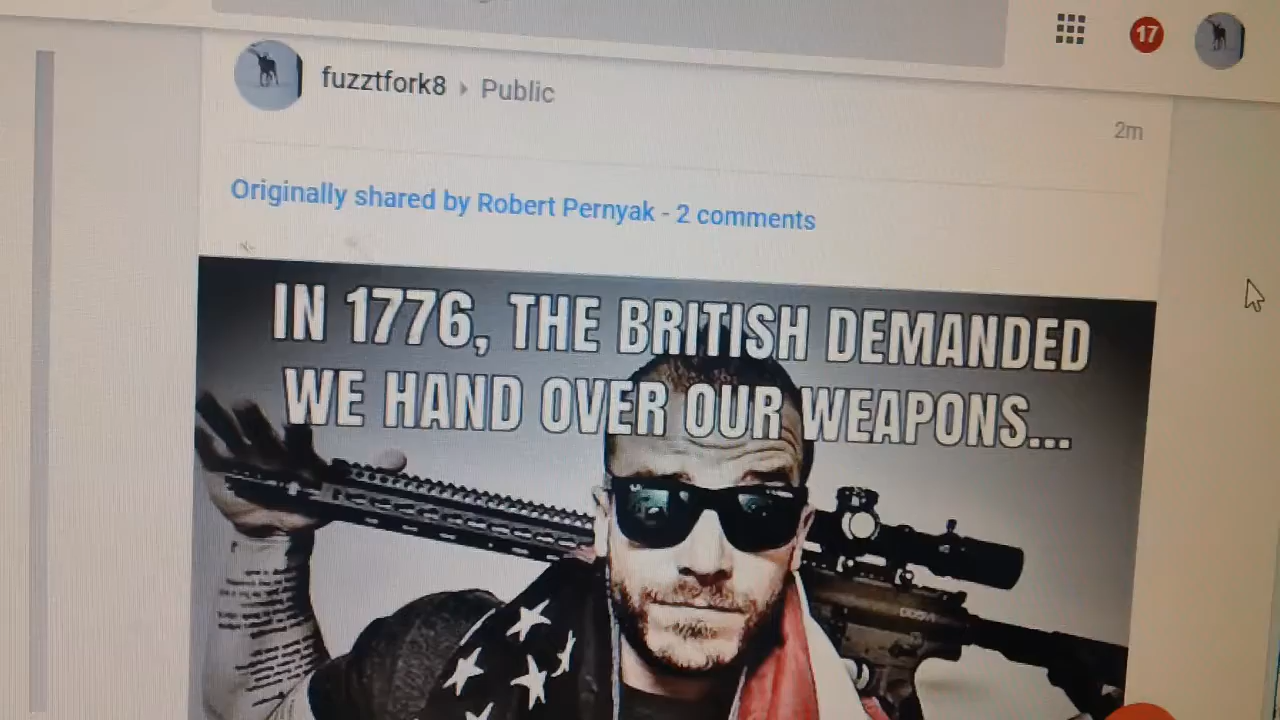 17
fuzztfork8 Public
2m
Originally shared by Robert Pernyak - 2 comments
IN 1776, THE BRITISH DEMANDED
WE HAND OVER OUR WEAPONS...